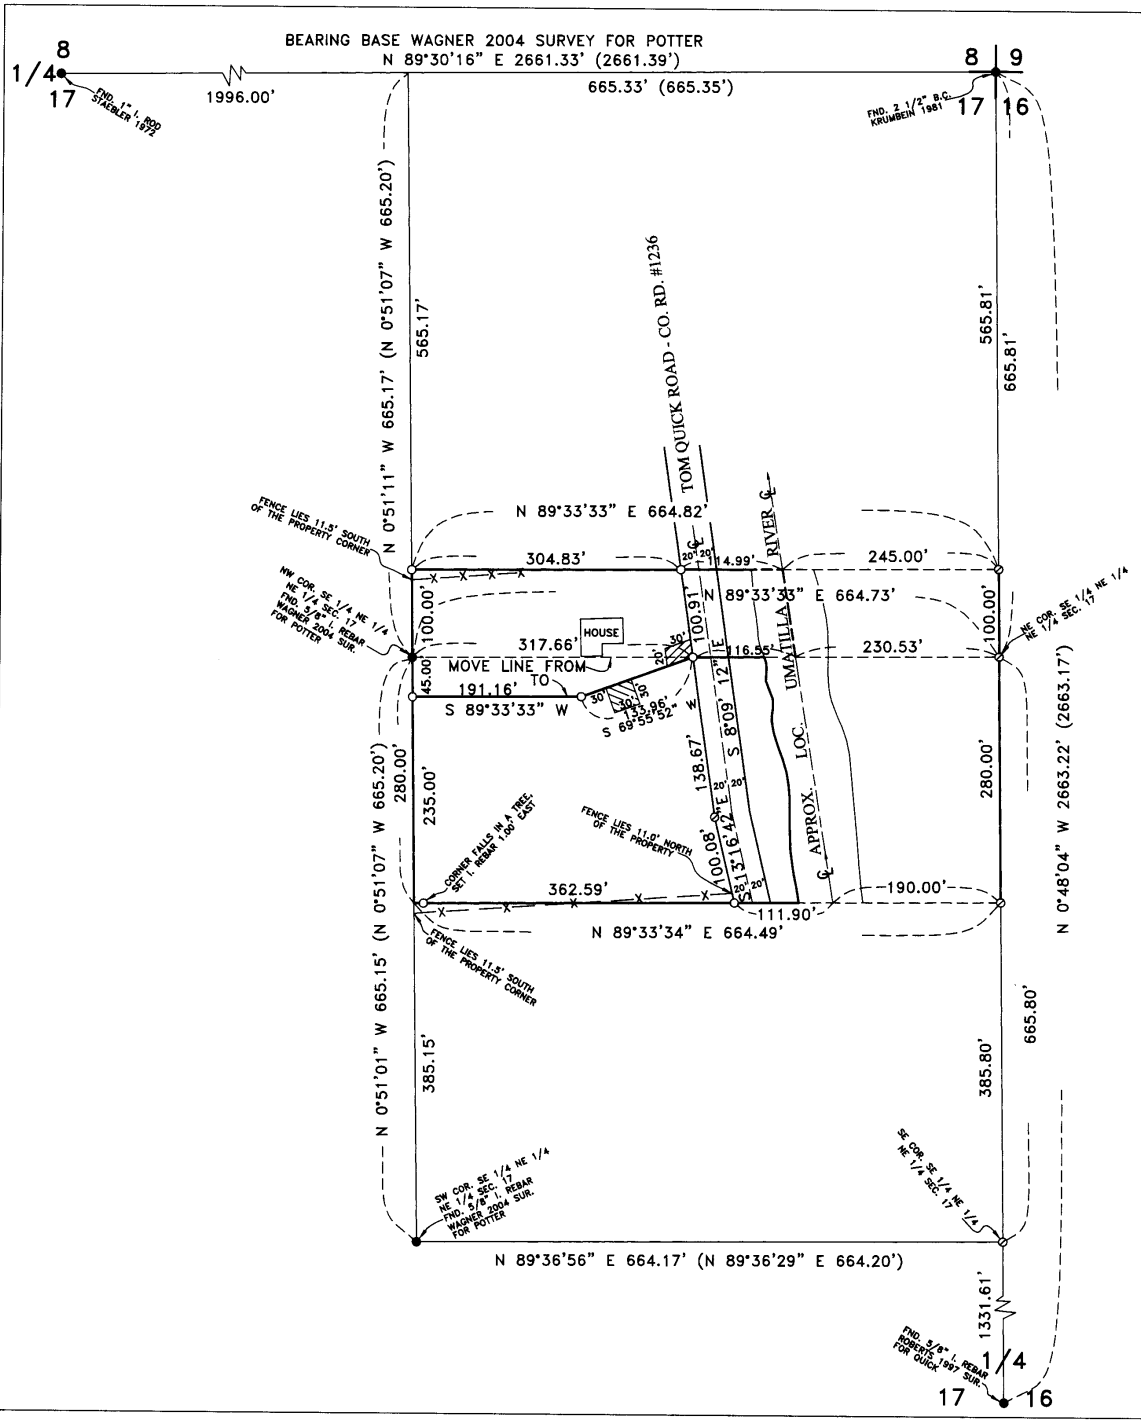 BEARING BASE WAGNER 2004 SURVEY FOR POTTER
N 89°30'16" E 2661.33' (2661.39')
8
1/4
17
FND. 1" I. ROD
STAEBLER 1972
1996.00'
665.33' (665.35')
8 9
17 16
FND. 2 1/2" B.C.
KRUMBEIN 1981
N 0°51'11" W 665.17' (N 0°51'07" W 665.20')
565.17'
TOM QUICK ROAD - CO. RD. #1236
565.81'
665.81'
FENCE LIES 11.5' SOUTH
OF THE PROPERTY CORNER
N 89°33'33" E 664.82'
304.83'
20' 20'
114.99'
RIVER ℄
245.00'
N 89°33'33" E 664.73'
NW COR. SE 1/4 NE 1/4
NE 1/4 SEC. 17
FND. 5/8" I. REBAR
WAGNER 2004 SUR.
FOR POTTER
100.00'
HOUSE
100.91'
℄
UMATILLA
100.00'
NE COR. SE 1/4 NE 1/4
NE 1/4 SEC. 17
317.66'
30'
20'
116.55'
230.53'
MOVE LINE FROM
TO
45.00
191.16'
S 89°33'33" W
30'
30'
30'
133.96'
S 69°55'52" W
S 8°09' 12" E
LOC.
N 0°48'04" W 2663.22' (2663.17')
138.67'
20' 20'
280.00'
235.00'
280.00'
CORNER FALLS IN A TREE,
SET I. REBAR 1.00' EAST
FENCE LIES 11.0' NORTH
OF THE PROPERTY
100.08'
S 13°16'42"E
APPROX.
℄
362.59'
20' 20'
190.00'
111.90'
N 89°33'34" E 664.49'
FENCE LIES 11.5' SOUTH
OF THE PROPERTY CORNER
N 0°51'01" W 665.15' (N 0°51'07" W 665.20')
385.15'
385.80'
665.80'
SW COR. SE 1/4 NE 1/4
NE 1/4 SEC. 17
FND. 5/8" I. REBAR
WAGNER 2004 SUR.
FOR POTTER
SE COR. SE 1/4 NE 1/4
NE 1/4 SEC. 17
N 89°36'56" E 664.17' (N 89°36'29" E 664.20')
1331.61'
FND. 5/8" I. REBAR
ROBERTS 1997 SUR.
FOR QUICK
1/4
17 16